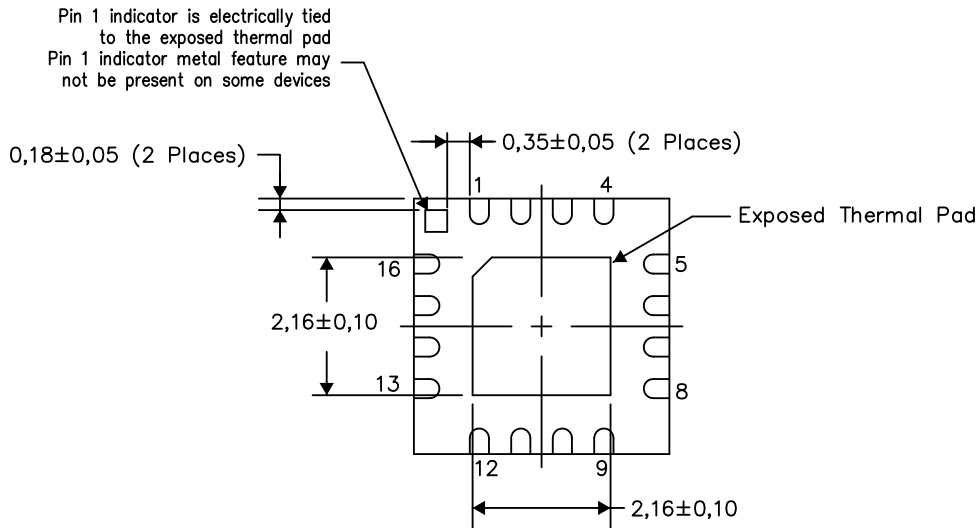 Pin 1 indicator is electrically tied
to the exposed thermal pad
Pin 1 indicator metal feature may
not be present on some devices
0,18±0,05 (2 Places)
0,35±0,05 (2 Places)
1
4
Exposed Thermal Pad
16
5
2,16±0,10
13
8
12
9
2,16±0,10